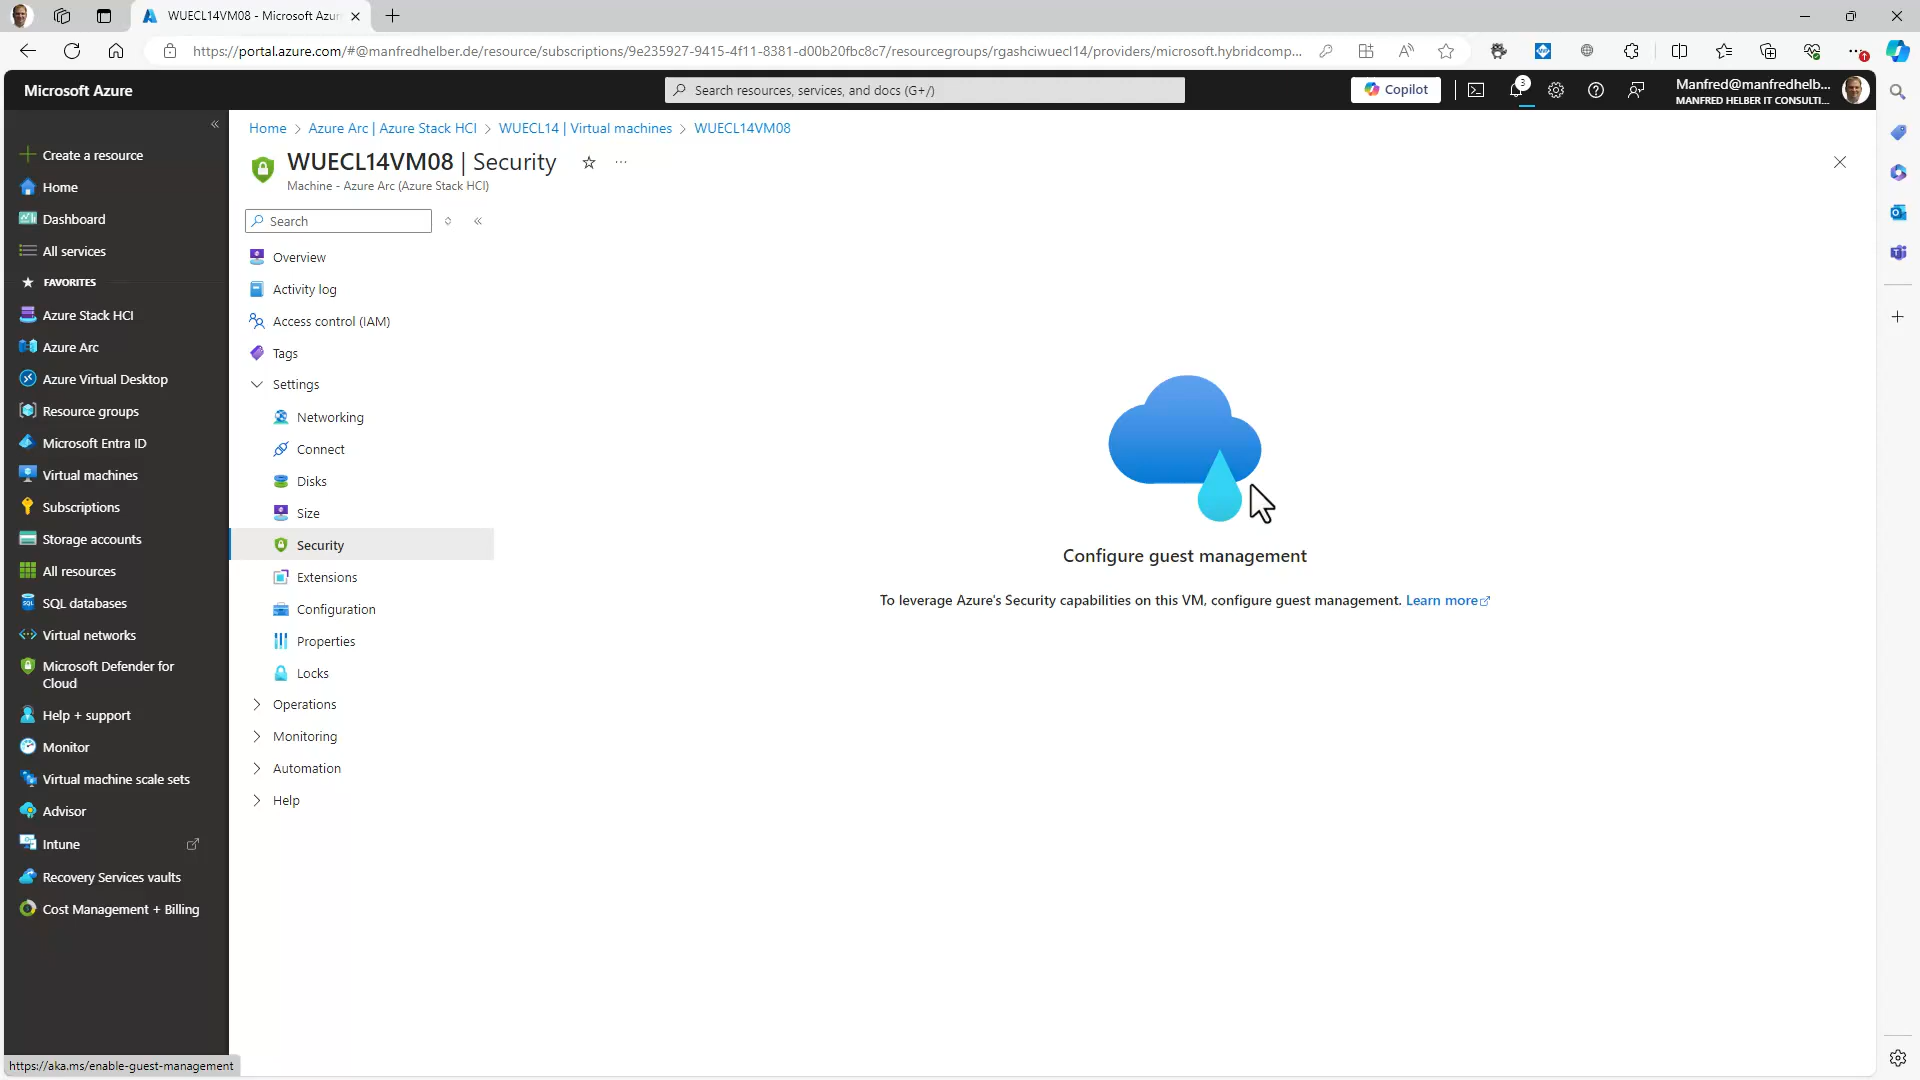 WUECL14VM08 - Microsoft Azur
https://portal.azure.com/#@manfredhelber.de/resource/subscriptions/9e235927-9415-4f11-8381-d00b20fbc8c7/resourcegroups/rgashciwuecl14/providers/microsoft.hybridcomp...
Microsoft Azure
Search resources, services, and docs (G+/)
Copilot
3
Manfred@manfredhelb...
MANFRED HELBER IT CONSULTI...
Home > Azure Arc | Azure Stack HCI > WUECL14 | Virtual machines > WUECL14VM08
WUECL14VM08 | Security
Machine - Azure Arc (Azure Stack HCI)
Create a resource
Home
Dashboard
All services
FAVORITES
Azure Stack HCI
Azure Arc
Azure Virtual Desktop
Resource groups
Microsoft Entra ID
Virtual machines
Subscriptions
Storage accounts
All resources
SQL databases
Virtual networks
Microsoft Defender for
Cloud
Help + support
Monitor
Virtual machine scale sets
Advisor
Intune
Recovery Services vaults
Cost Management + Billing
Search
Overview
Activity log
Access control (IAM)
Tags
Settings
Networking
Connect
Disks
Size
Security
Extensions
Configuration
Properties
Locks
Operations
Monitoring
Automation
Help
Configure guest management
To leverage Azure's Security capabilities on this VM, configure guest management. Learn more
https://aka.ms/enable-guest-management